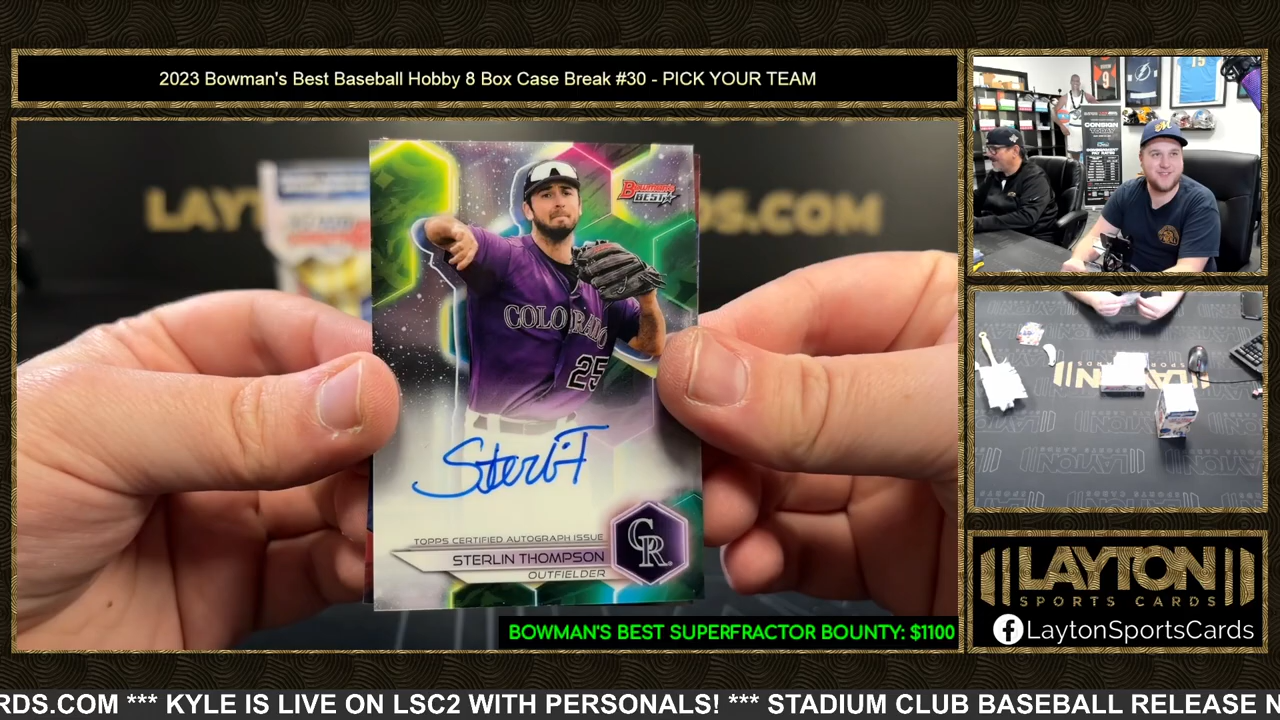 2023 Bowman's Best Baseball Hobby 8 Box Case Break #30 - PICK YOUR TEAM
Bowman's
BEST
COLORADO
25
Sterlin T
TOPPS CERTIFIED AUTOGRAPH ISSUE
STERLIN THOMPSON
OUTFIELDER
CR
BOWMAN'S BEST SUPERFRACTOR BOUNTY: $1100
CONSIGN
TODAY
LAYTON
SPORTS CARDS
LaytonSportsCards
RDS.COM *** KYLE IS LIVE ON LSC2 WITH PERSONALS! *** STADIUM CLUB BASEBALL RELEASE N